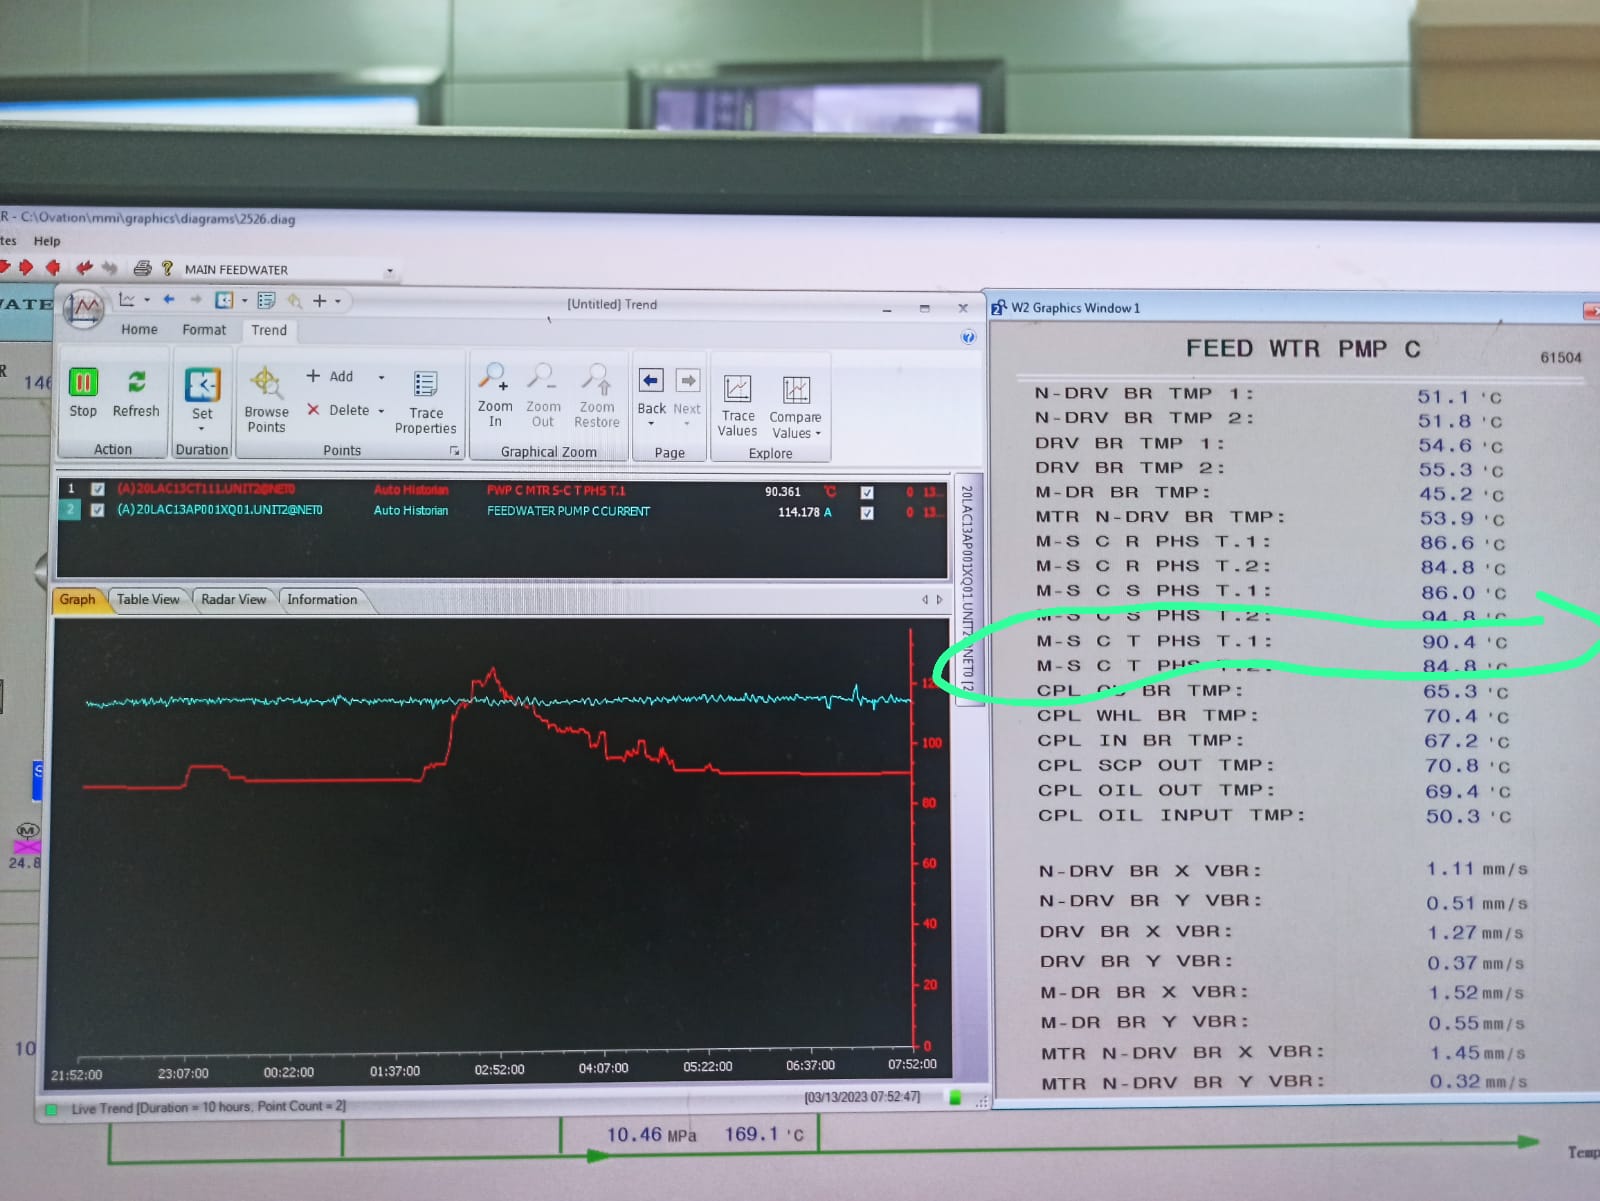 R - C:\Ovation\mmi\graphics\diagrams\2526.diag
tes Help
MAIN FEEDWATER
WATE
[Untitled] Trend
Home Format Trend
Stop Refresh
Action
Set
Duration
Browse Points
Add
Delete
Trace Properties
Points
Zoom In
Zoom Out
Zoom Restore
Graphical Zoom
Back Next
Page
Trace Values
Compare Values
Explore
1 (A)20LAC13CT111.UNIT2@NET0 Auto Historian FWP C MTR S-C T PHS T.1 90.361 °C 0 13...
2 (A)20LAC13AP001XQ01.UNIT2@NET0 Auto Historian FEEDWATER PUMP C CURRENT 114.178 A 0 13...
20LAC13AP001XQ01.UNIT2@NET0 [2
Graph Table View Radar View Information
120
100
80
60
40
20
0
21:52:00 23:07:00 00:22:00 01:37:00 02:52:00 04:07:00 05:22:00 06:37:00 07:52:00
[03/13/2023 07:52:47]
Live Trend [Duration = 10 hours, Point Count = 2]
W2 Graphics Window 1
FEED WTR PMP C
61504
N-DRV BR TMP 1: 51.1 'C
N-DRV BR TMP 2: 51.8 'C
DRV BR TMP 1: 54.6 'C
DRV BR TMP 2: 55.3 'C
M-DR BR TMP: 45.2 'C
MTR N-DRV BR TMP: 53.9 'C
M-S C R PHS T.1: 86.6 'C
M-S C R PHS T.2: 84.8 'C
M-S C S PHS T.1: 86.0 'C
M-S C S PHS T.2: 94.8 'C
M-S C T PHS T.1: 90.4 'C
M-S C T PHS T.2: 84.8 'C
CPL OD BR TMP: 65.3 'C
CPL WHL BR TMP: 70.4 'C
CPL IN BR TMP: 67.2 'C
CPL SCP OUT TMP: 70.8 'C
CPL OIL OUT TMP: 69.4 'C
CPL OIL INPUT TMP: 50.3 'C
N-DRV BR X VBR: 1.11 mm/s
N-DRV BR Y VBR: 0.51 mm/s
DRV BR X VBR: 1.27 mm/s
DRV BR Y VBR: 0.37 mm/s
M-DR BR X VBR: 1.52 mm/s
M-DR BR Y VBR: 0.55 mm/s
MTR N-DRV BR X VBR: 1.45 mm/s
MTR N-DRV BR Y VBR: 0.32 mm/s
R 146
S
M
24.8
10
10.46 MPa 169.1 'C
Temp